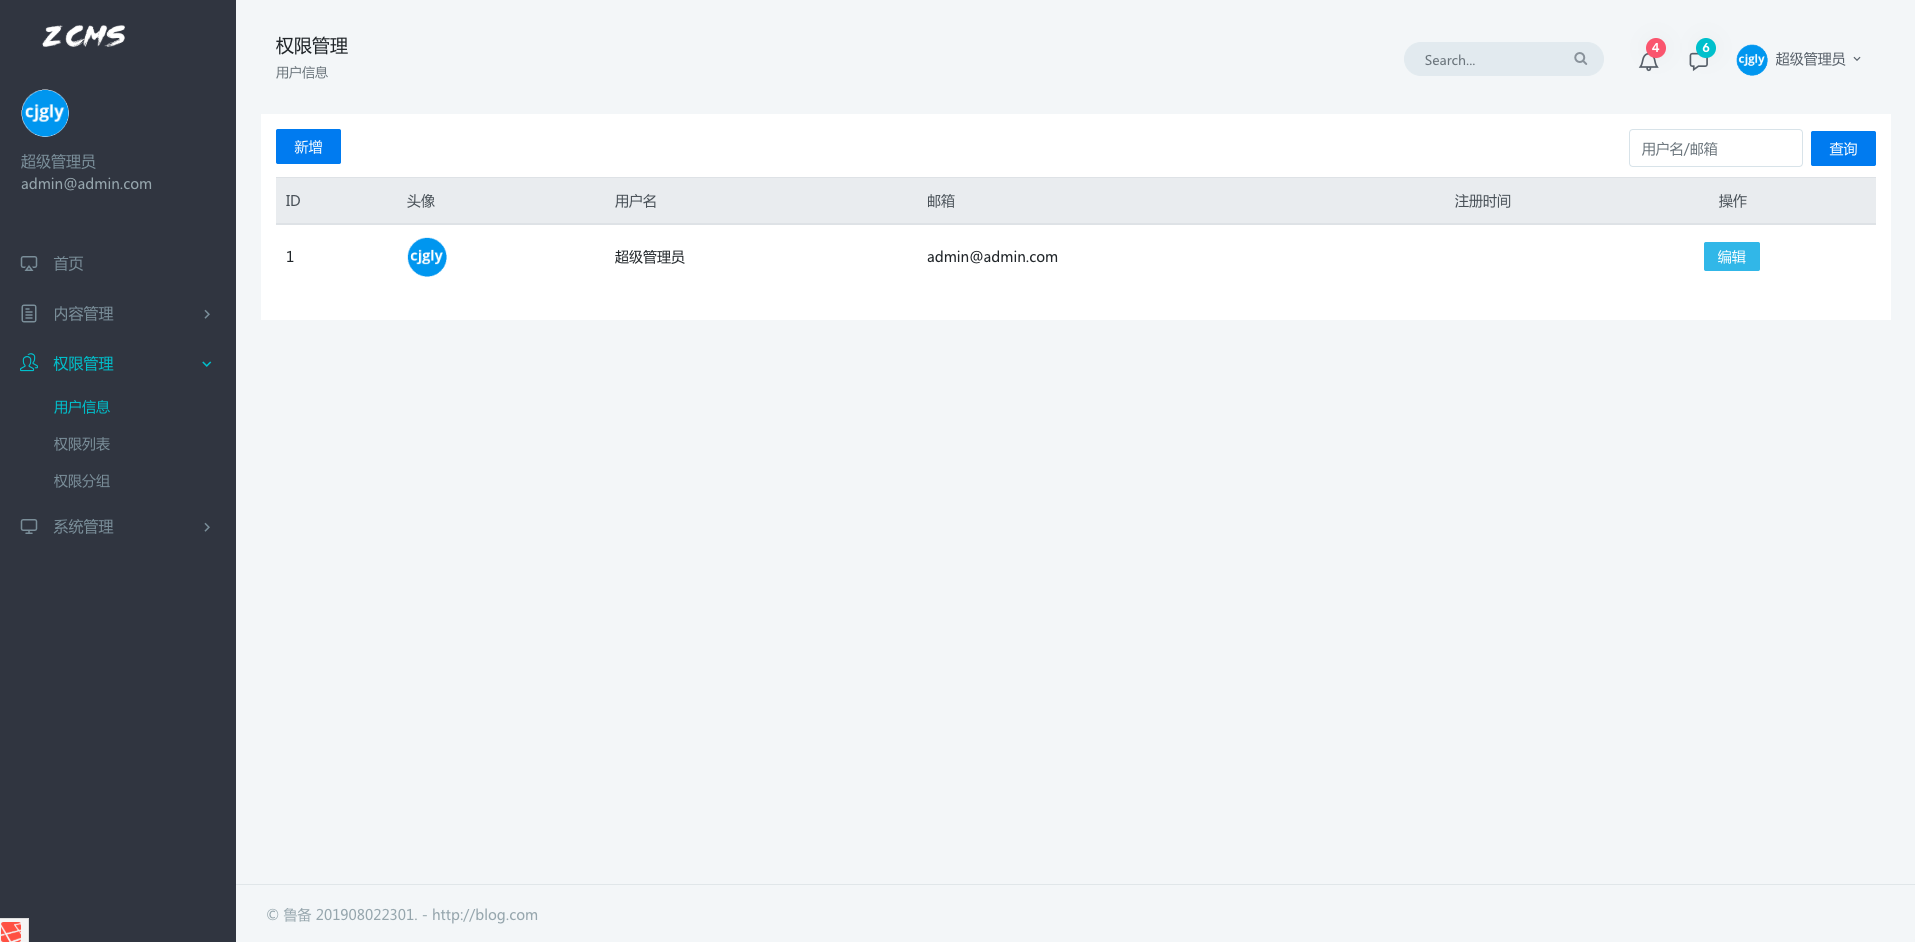 ZCMS
cjgly
超级管理员
admin@admin.com
首页
内容管理
权限管理
用户信息
权限列表
权限分组
系统管理
权限管理
用户信息
Search...
4
6
cjgly
超级管理员
新增
用户名/邮箱
查询
ID 头像 用户名 邮箱 注册时间 操作
1 cjgly 超级管理员 admin@admin.com 编辑
© 鲁备 201908022301. - http://blog.com